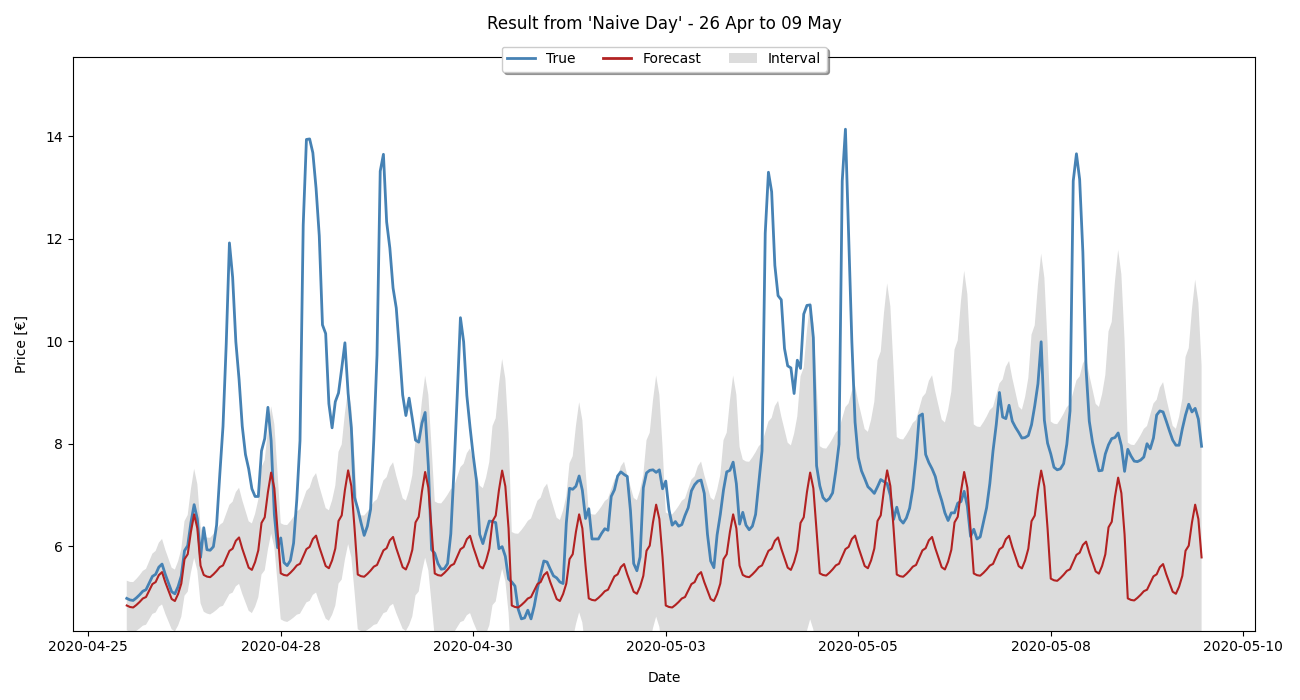 Result from 'Naive Day' - 26 Apr to 09 May
True Forecast Interval
Price [€]
14
12
10
8
6
2020-04-25 2020-04-28 2020-04-30 2020-05-03 2020-05-05 2020-05-08 2020-05-10
Date